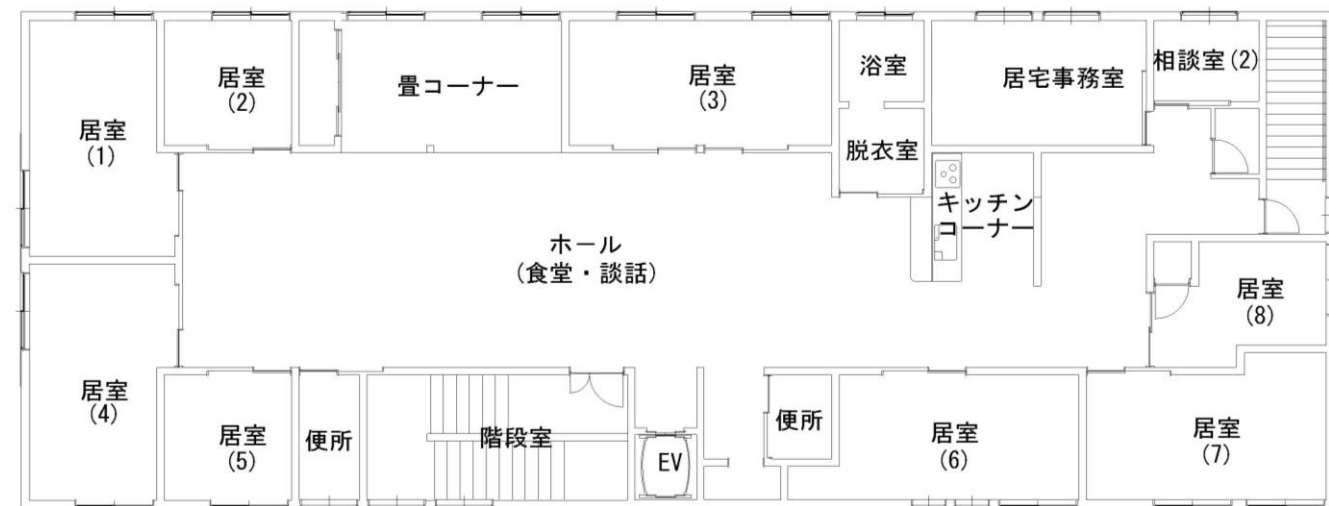 居室
(1)
居室
(2)
畳コーナー
居室
(3)
浴室
脱衣室
居宅事務室
相談室(2)
キッチン
コーナー
ホール
(食堂・談話)
居室
(8)
居室
(4)
居室
(5)
便所
階段室
EV
便所
居室
(6)
居室
(7)